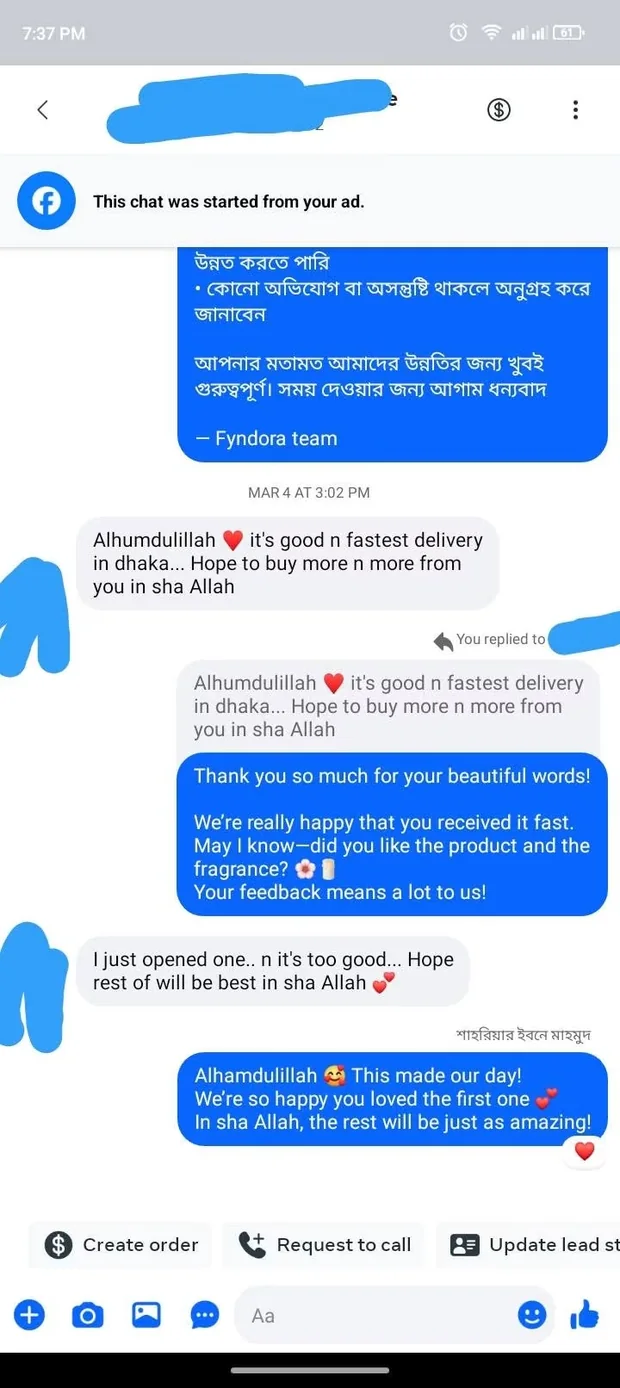 7:37 PM
61
e
This chat was started from your ad.
উন্নত করতে পারি
• কোনো অভিযোগ বা অসন্তুষ্টি থাকলে অনুগ্রহ করে
জানাবেন
আপনার মতামত আমাদের উন্নতির জন্য খুবই
গুরুত্বপূর্ণ। সময় দেওয়ার জন্য আগাম ধন্যবাদ
— Fyndora team
MAR 4 AT 3:02 PM
Alhumdulillah ❤️ it's good n fastest delivery
in dhaka... Hope to buy more n more from
you in sha Allah
You replied to
Alhumdulillah ❤️ it's good n fastest delivery
in dhaka... Hope to buy more n more from
you in sha Allah
Thank you so much for your beautiful words!
We’re really happy that you received it fast.
May I know—did you like the product and the
fragrance? 🌸🕯️
Your feedback means a lot to us!
I just opened one.. n it's too good... Hope
rest of will be best in sha Allah 💕
শাহরিয়ার ইবনে মাহমুদ
Alhamdulillah 🥰 This made our day!
We’re so happy you loved the first one 💕
In sha Allah, the rest will be just as amazing!
❤️
Create order
Request to call
Update lead st
Aa